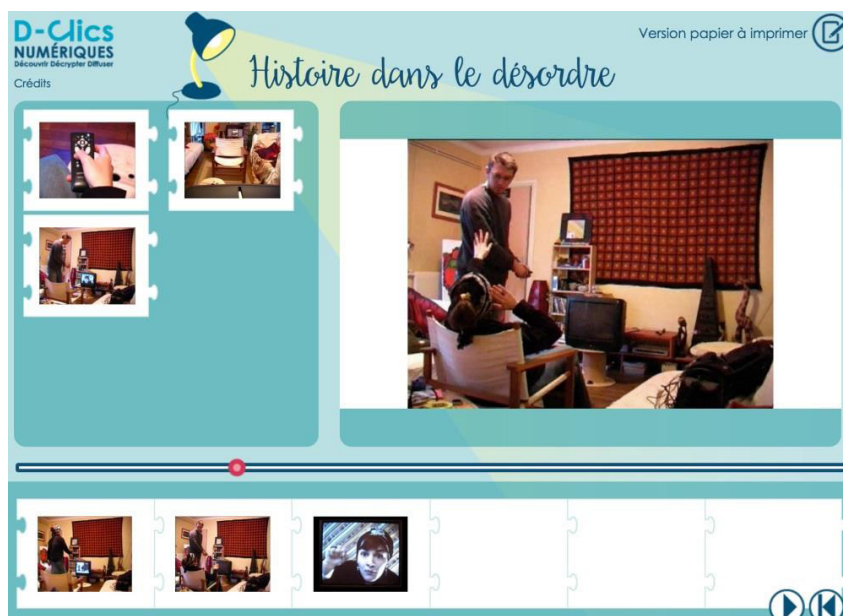 D-Clics
NUMÉRIQUES
Découvrir Décrypter Diffuser
Crédits
Histoire dans le désordre
Version papier à imprimer